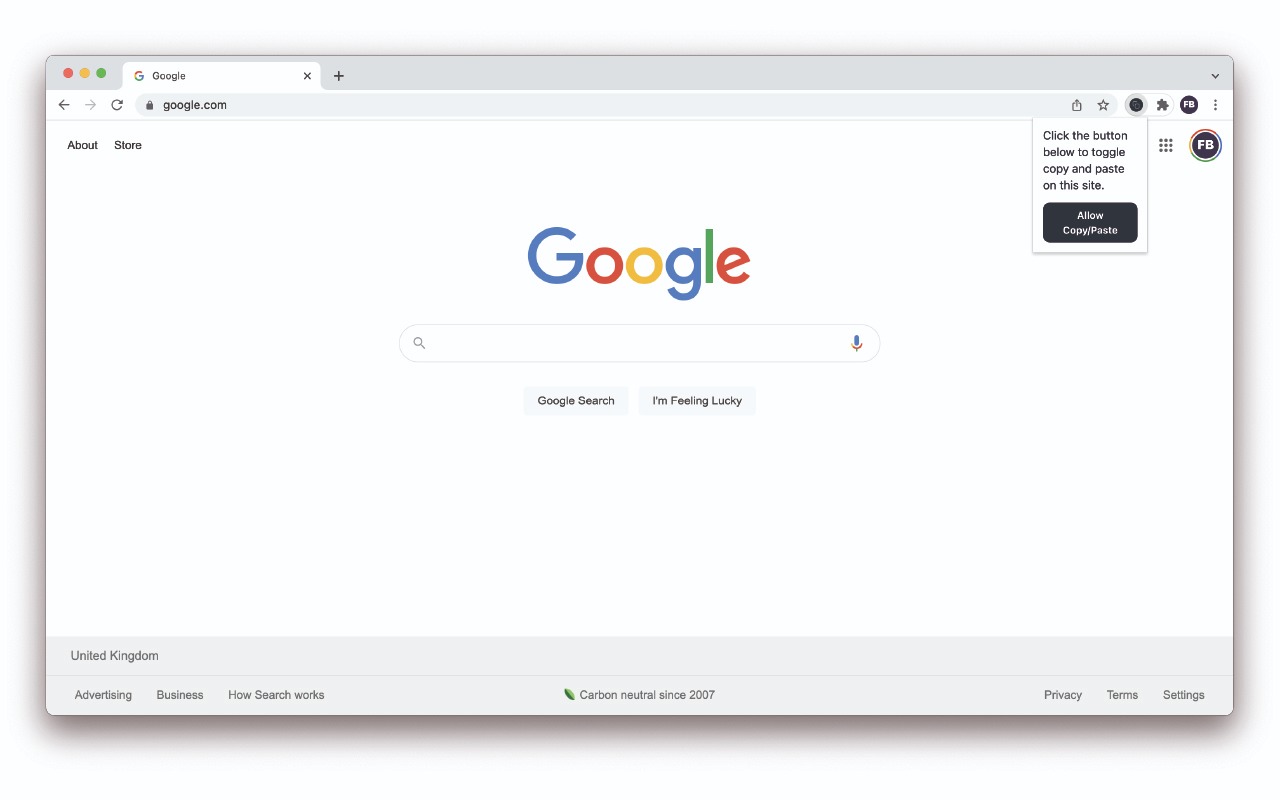 Google
google.com
FB
About
Store
Click the button
below to toggle
copy and paste
on this site.
Allow
Copy/Paste
FB
Google
Google Search
I'm Feeling Lucky
United Kingdom
Advertising
Business
How Search works
Carbon neutral since 2007
Privacy
Terms
Settings